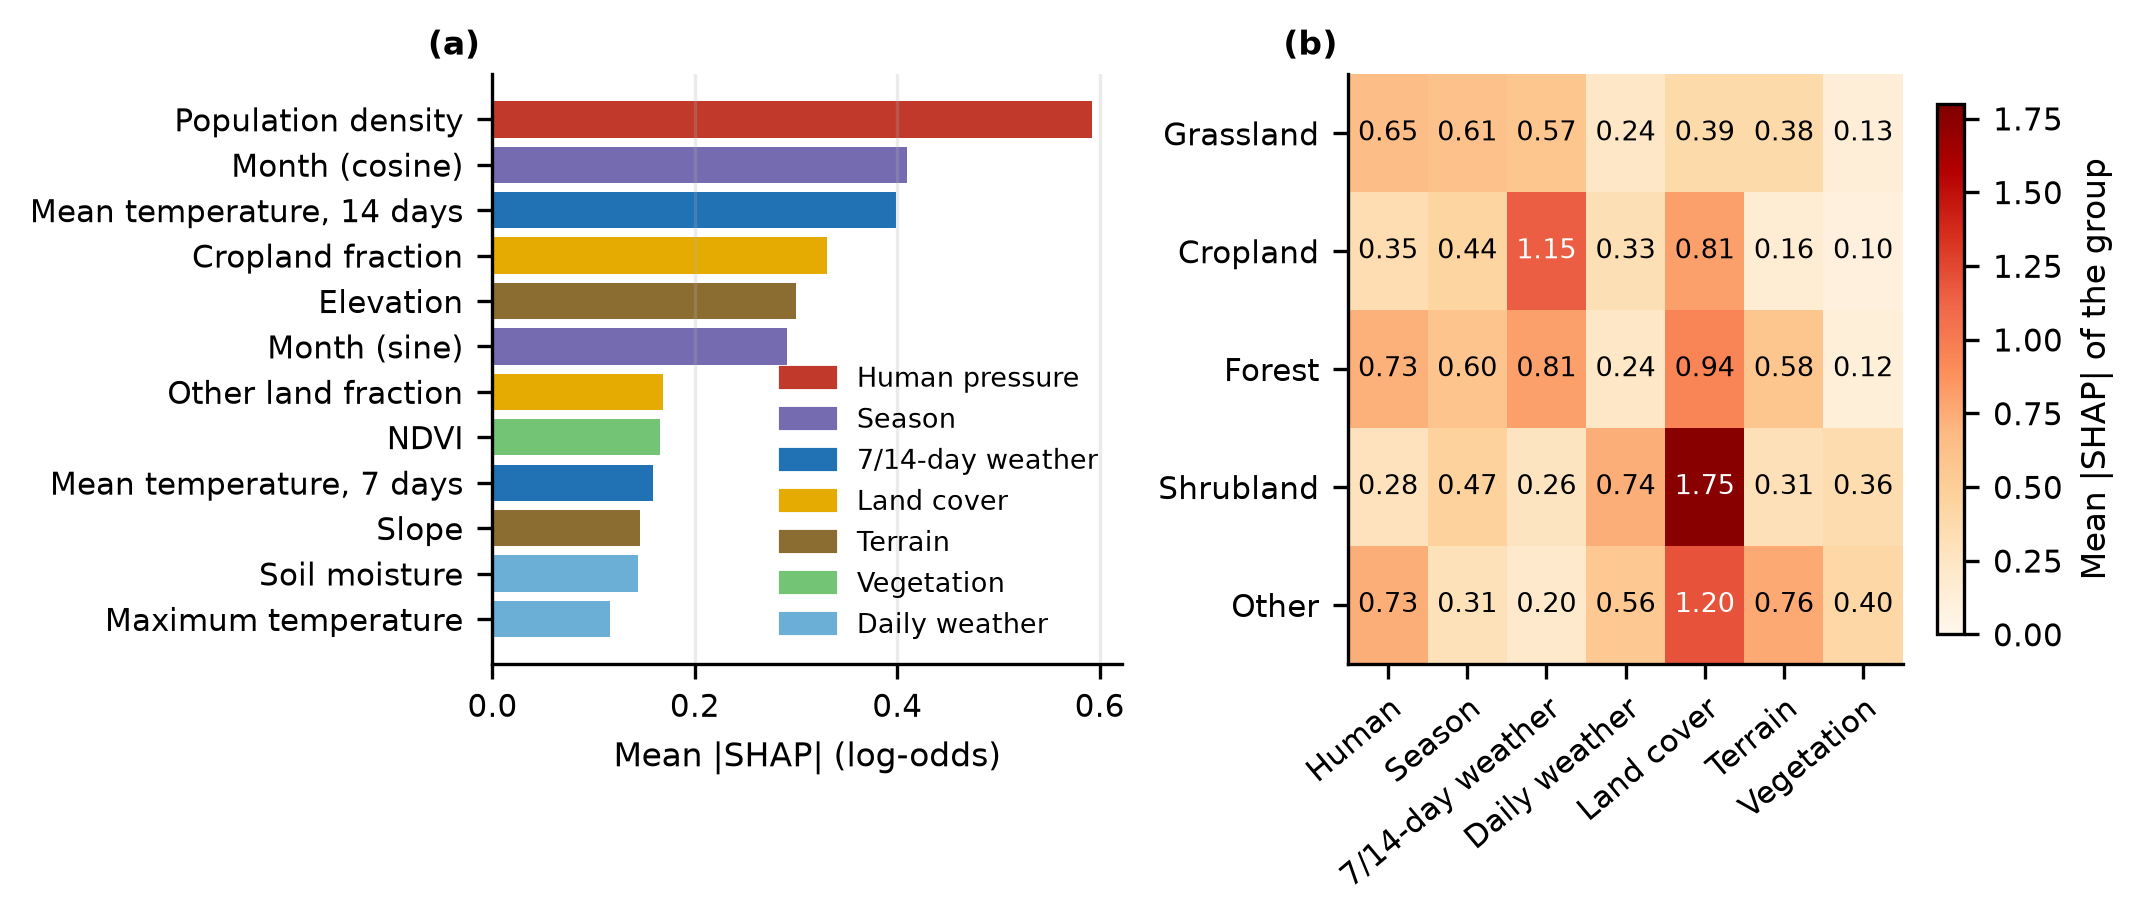 (a)
Population density
Month (cosine)
Mean temperature, 14 days
Cropland fraction
Elevation
Month (sine)
Other land fraction
NDVI
Mean temperature, 7 days
Slope
Soil moisture
Maximum temperature
Human pressure
Season
7/14-day weather
Land cover
Terrain
Vegetation
Daily weather
0.0 0.2 0.4 0.6
Mean |SHAP| (log-odds)
(b)
Grassland 0.65 0.61 0.57 0.24 0.39 0.38 0.13
Cropland 0.35 0.44 1.15 0.33 0.81 0.16 0.10
Forest 0.73 0.60 0.81 0.24 0.94 0.58 0.12
Shrubland 0.28 0.47 0.26 0.74 1.75 0.31 0.36
Other 0.73 0.31 0.20 0.56 1.20 0.76 0.40
Human
Season
7/14-day weather
Daily weather
Land cover
Terrain
Vegetation
1.75
1.50
1.25
1.00
0.75
0.50
0.25
0.00
Mean |SHAP| of the group